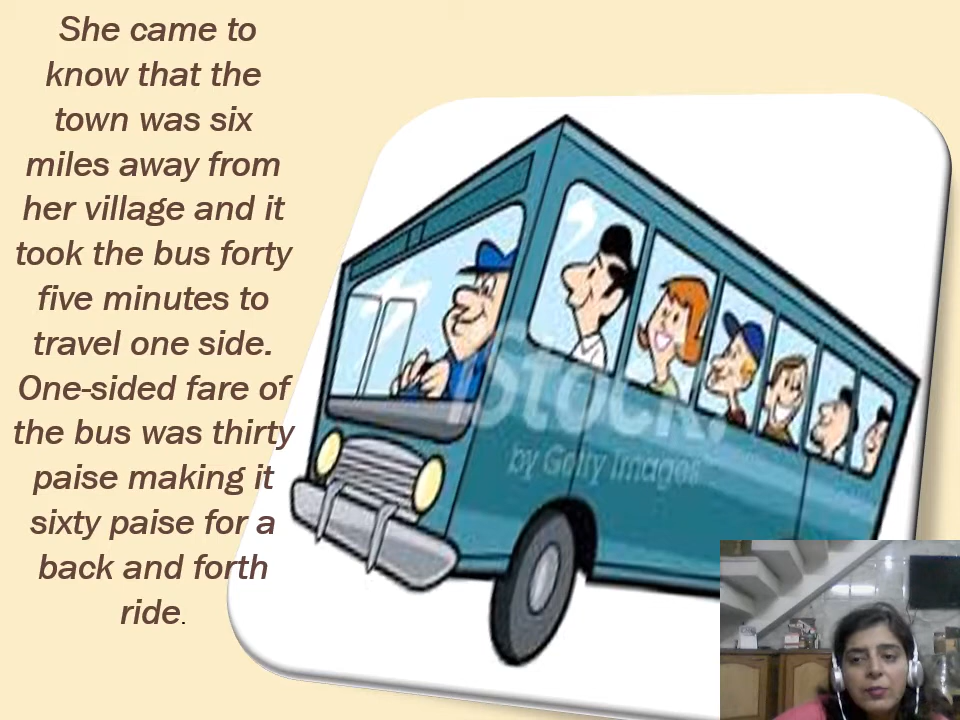 She came to
know that the
town was six
miles away from
her village and it
took the bus forty
five minutes to
travel one side.
One-sided fare of
the bus was thirty
paise making it
sixty paise for a
back and forth
ride.
iStock.
by Getty Images